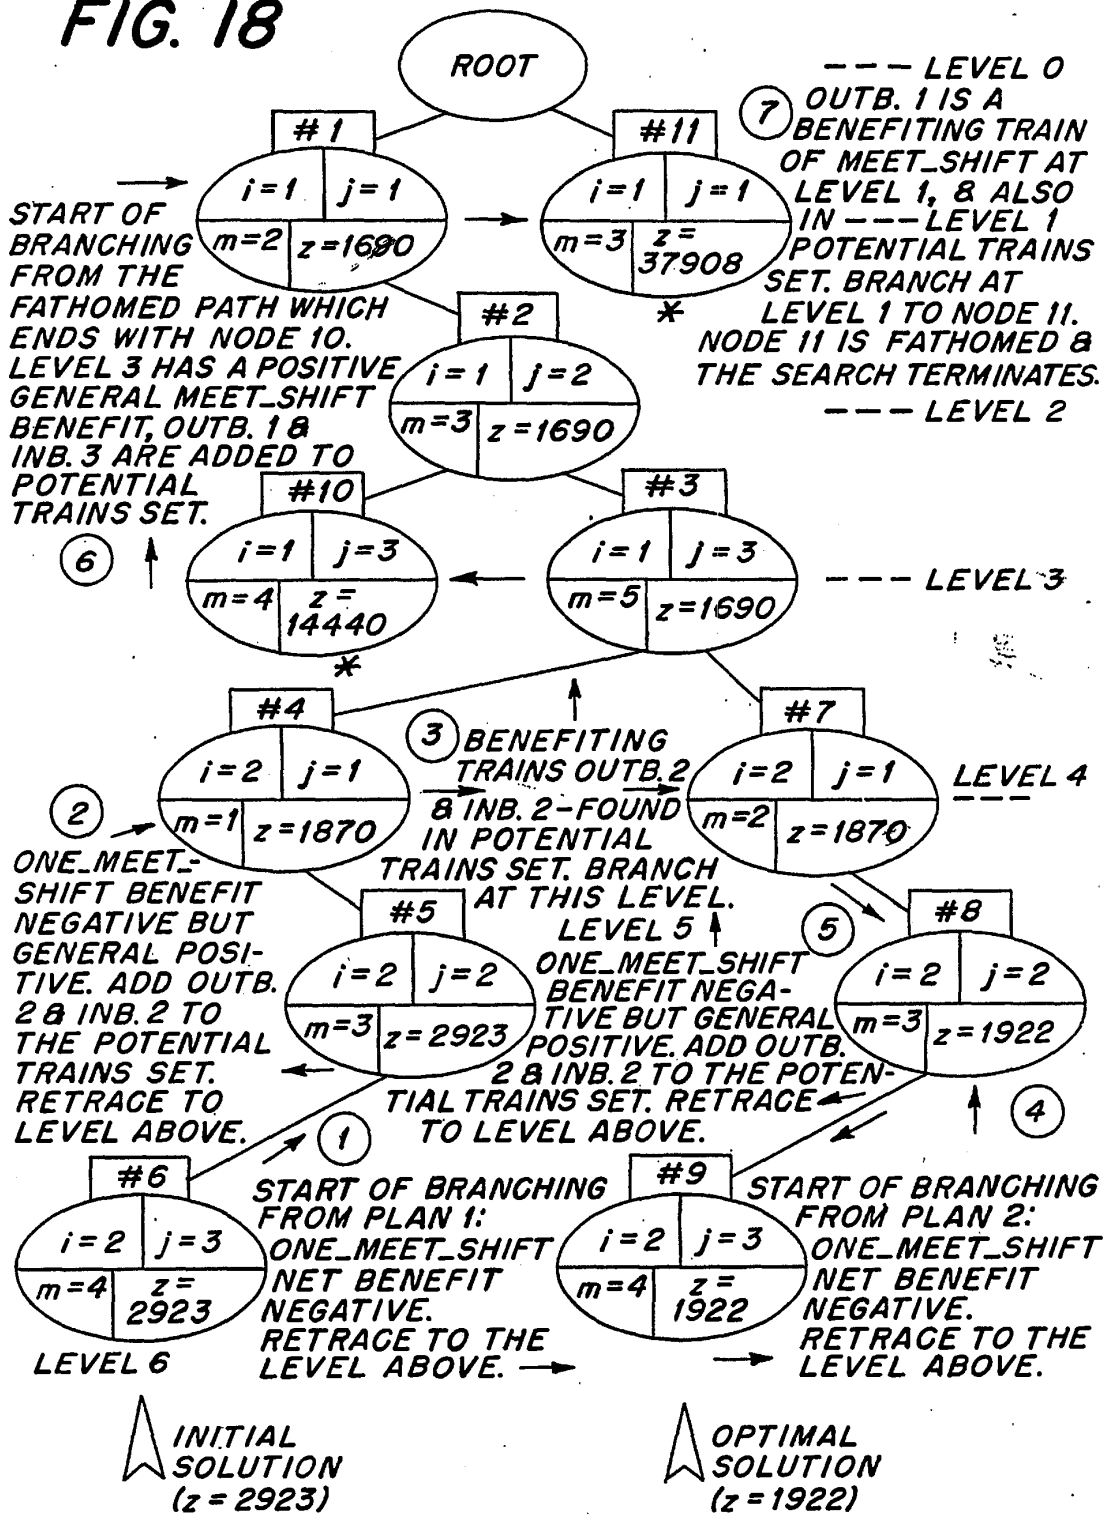 FIG. 18
ROOT
--- LEVEL 0
#1
i=1 j=1
m=2 z=1690
#11
i=1 j=1
m=3 z=
37908
*
7
OUTB. 1 IS A
BENEFITING TRAIN
OF MEET_SHIFT AT
LEVEL 1, & ALSO
IN --- LEVEL 1
POTENTIAL TRAINS
SET. BRANCH AT
LEVEL 1 TO NODE 11.
NODE 11 IS FATHOMED &
THE SEARCH TERMINATES.
--- LEVEL 2
START OF
BRANCHING
FROM THE
FATHOMED PATH WHICH
ENDS WITH NODE 10.
LEVEL 3 HAS A POSITIVE
GENERAL MEET_SHIFT
BENEFIT, OUTB. 1 &
INB. 3 ARE ADDED TO
POTENTIAL
TRAINS SET.
6
#2
i=1 j=2
m=3 z=1690
#10
i=1 j=3
m=4 z=
14440
*
#3
i=1 j=3
m=5 z=1690
--- LEVEL 3
#4
i=2 j=1
m=1 z=1870
3
BENEFITING
TRAINS OUTB. 2
& INB. 2-FOUND
IN POTENTIAL
TRAINS SET. BRANCH
AT THIS LEVEL.
#7
i=2 j=1
m=2 z=1870
LEVEL 4
---
2
ONE_MEET_-
SHIFT BENEFIT
NEGATIVE BUT
GENERAL POSI-
TIVE. ADD OUTB.
2 & INB. 2 TO
THE POTENTIAL
TRAINS SET.
RETRACE TO
LEVEL ABOVE.
#5
i=2 j=2
m=3 z=2923
LEVEL 5
5
ONE_MEET_SHIFT
BENEFIT NEGA-
TIVE BUT GENERAL
POSITIVE. ADD OUTB.
2 & INB. 2 TO THE POTEN-
TIAL TRAINS SET. RETRACE
TO LEVEL ABOVE.
#8
i=2 j=2
m=3 z=1922
#6
i=2 j=3
m=4 z=
2923
LEVEL 6
1
START OF BRANCHING
FROM PLAN 1:
ONE_MEET_SHIFT
NET BENEFIT
NEGATIVE.
RETRACE TO THE
LEVEL ABOVE.
#9
i=2 j=3
m=4 z=
1922
4
START OF BRANCHING
FROM PLAN 2:
ONE_MEET_SHIFT
NET BENEFIT
NEGATIVE.
RETRACE TO THE
LEVEL ABOVE.
INITIAL
SOLUTION
(z=2923)
OPTIMAL
SOLUTION
(z=1922)